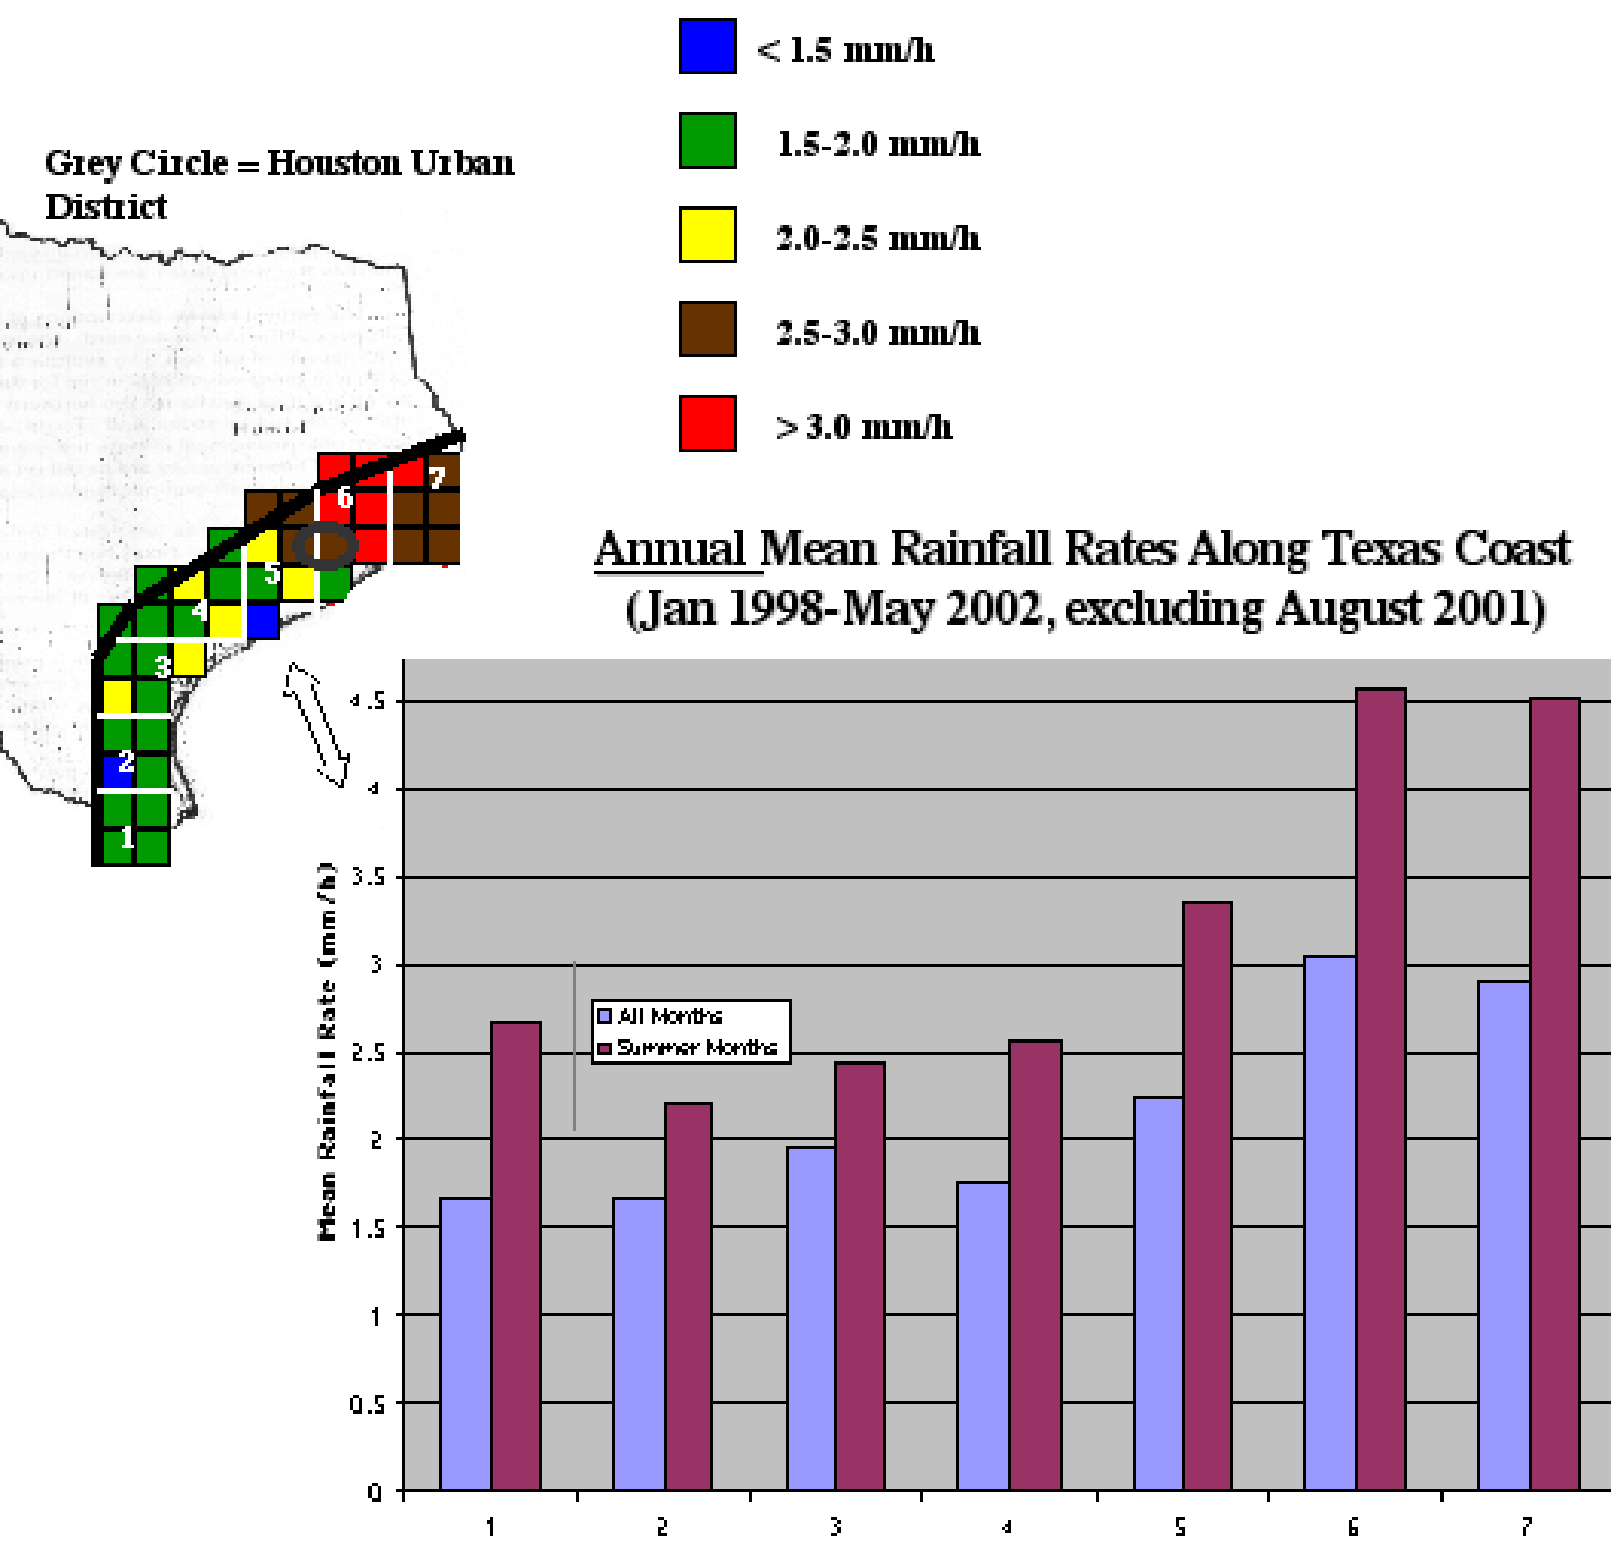 < 1.5 mm/h
1.5-2.0 mm/h
Grey Circle = Houston Urban
District
2.0-2.5 mm/h
2.5-3.0 mm/h
> 3.0 mm/h
7
6
5
4
3
2
1
Annual Mean Rainfall Rates Along Texas Coast
(Jan 1998-May 2002, excluding August 2001)
Mean Rainfall Rate (mm/h)
4.5
4
3.5
3
2.5
2
1.5
1
0.5
0
All Months
Summer Months
1 2 3 4 5 6 7